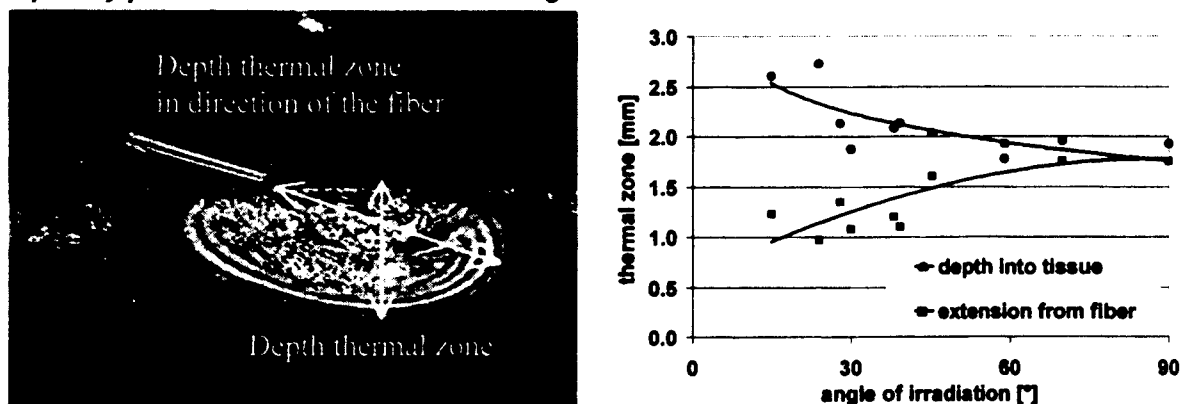 Depth thermal zone
in direction of the fiber
Depth thermal zone
3.0
2.5
2.0
1.5
1.0
0.5
0.0
thermal zone [mm]
depth into tissue
extension from fiber
0 30 60 90
angle of irradiation [°]